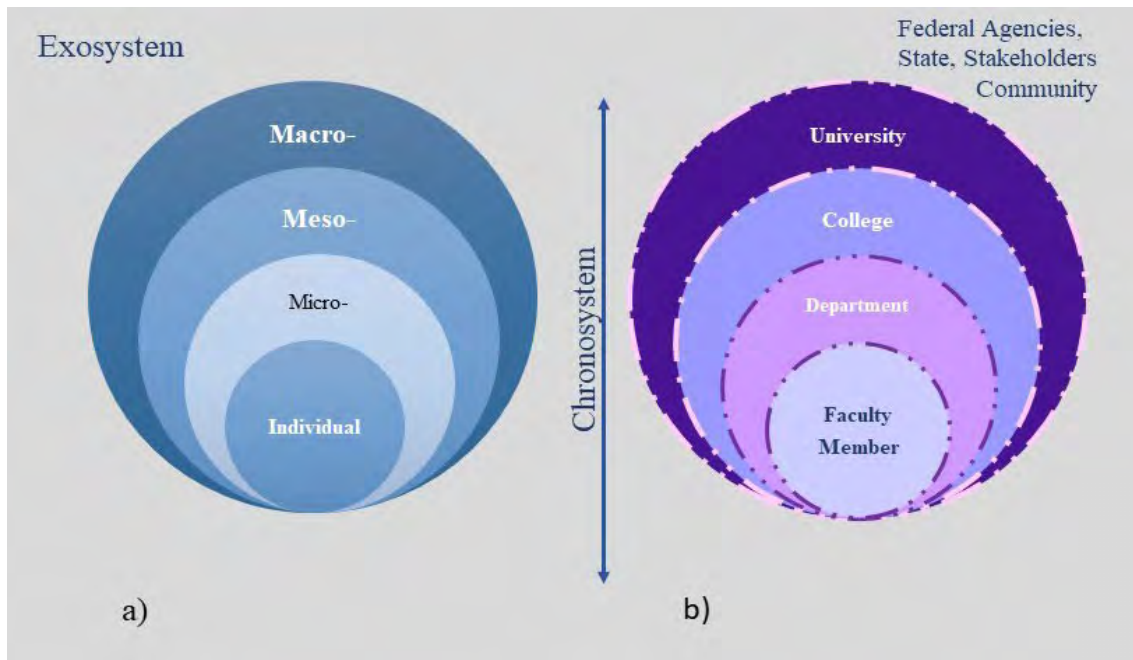 Exosystem
Macro-
Meso-
Micro-
Individual
a)
Chronosystem
Federal Agencies,
State, Stakeholders
Community
University
College
Department
Faculty
Member
b)